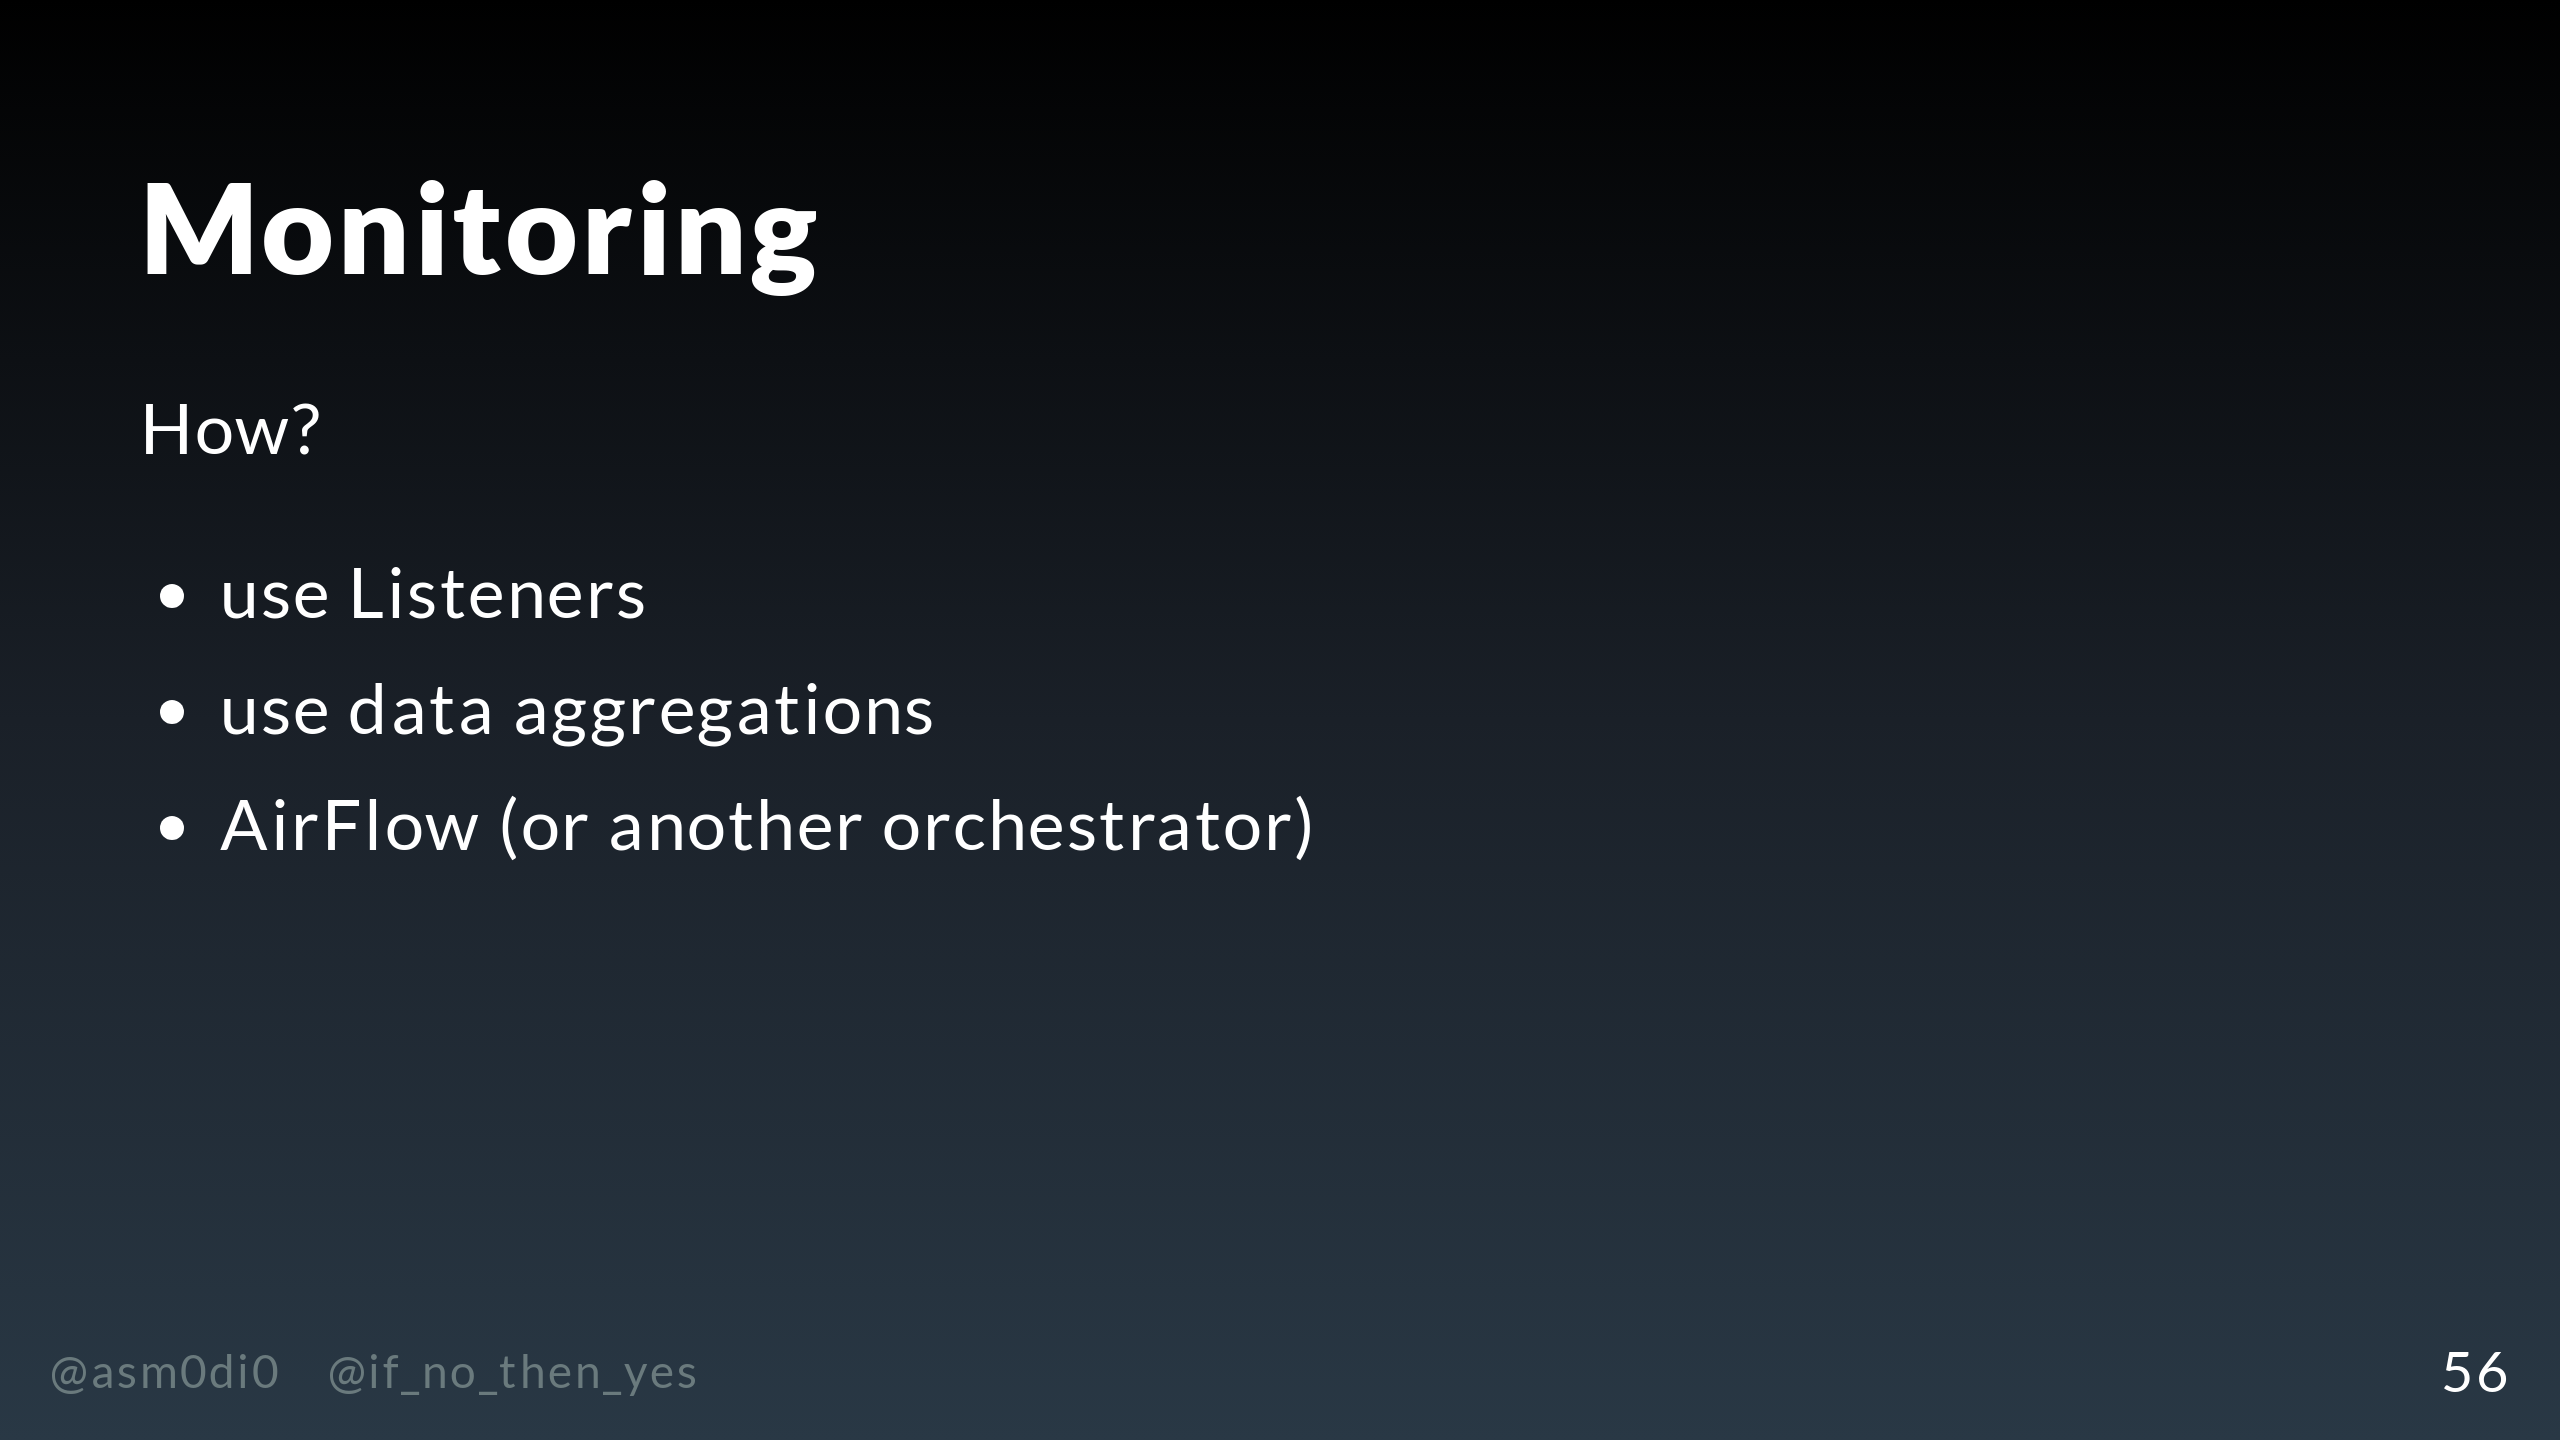 Monitoring
How?
• use Listeners
• use data aggregations
• AirFlow (or another orchestrator)
@asm0di0 @if_no_then_yes
56